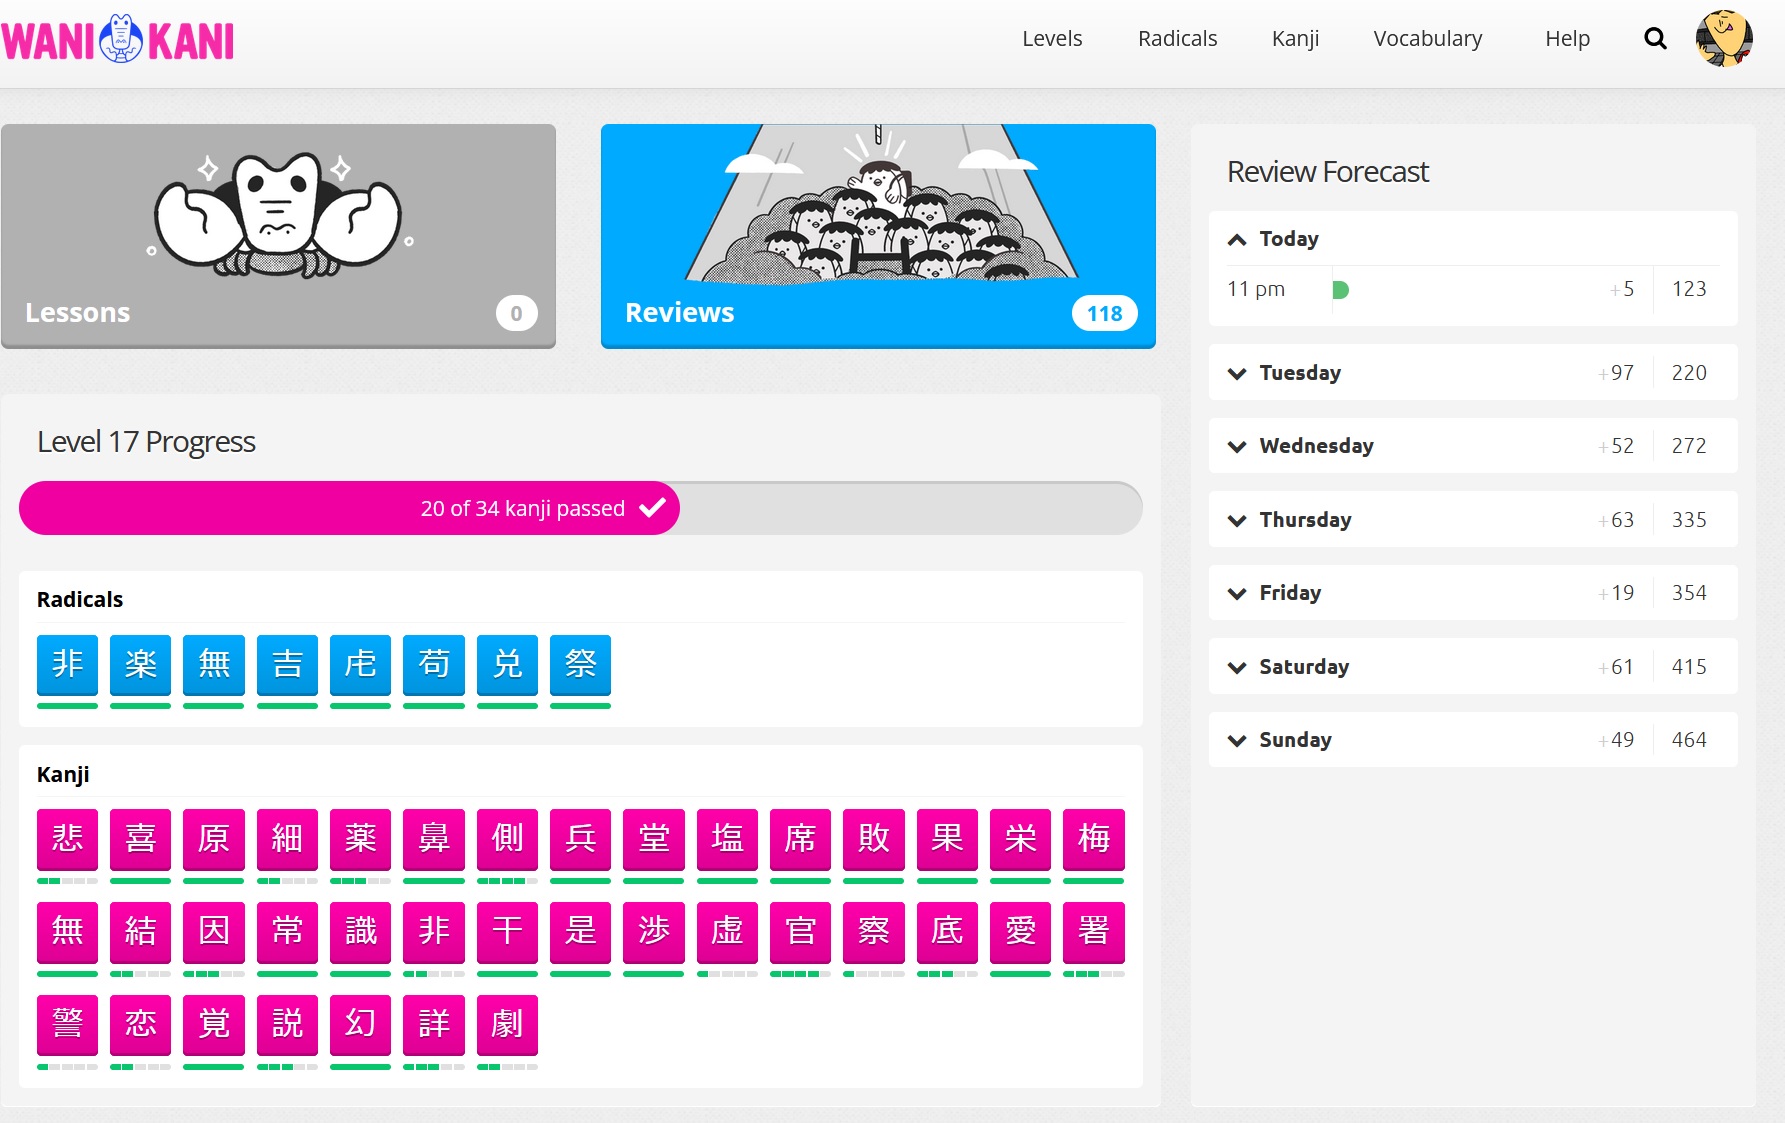 WANI KANI
Levels Radicals Kanji Vocabulary Help
Lessons 0
Reviews 118
Level 17 Progress
20 of 34 kanji passed
Radicals
非 楽 無 吉 虍 苟 兑 祭
Kanji
悲 喜 原 細 薬 鼻 側 兵 堂 塩 席 敗 果 栄 梅
無 結 因 常 識 非 干 是 渉 虚 官 察 底 愛 署
警 恋 覚 説 幻 詳 劇
Review Forecast
Today
11 pm +5 123
Tuesday +97 220
Wednesday +52 272
Thursday +63 335
Friday +19 354
Saturday +61 415
Sunday +49 464